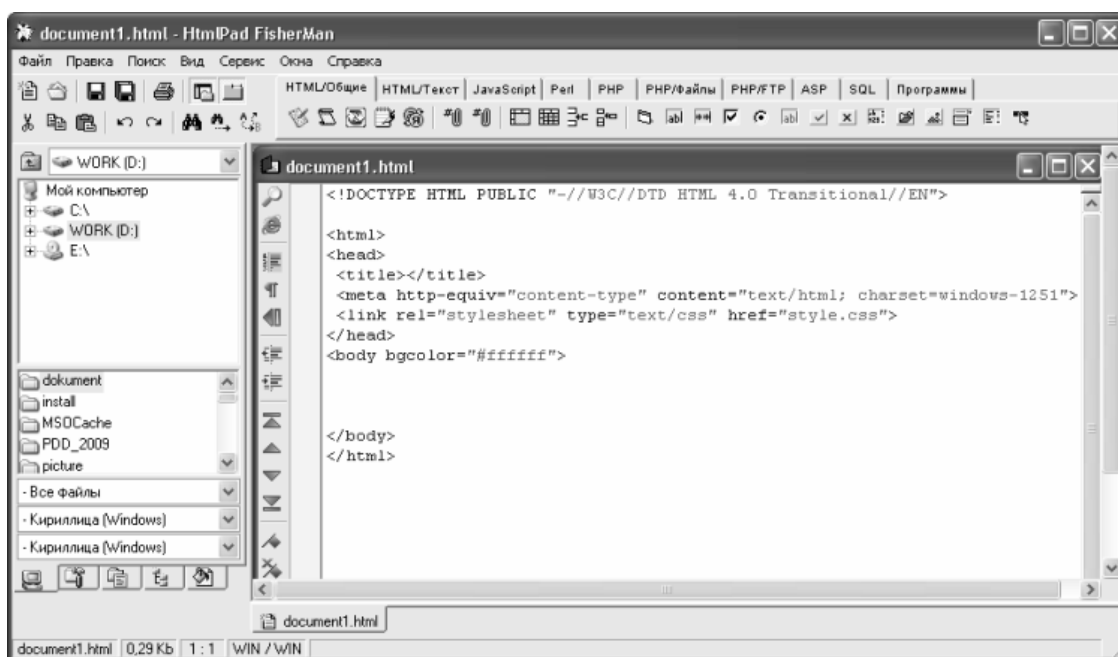 document1.html - HtmlPad FisherMan
Файл Правка Поиск Вид Сервис Окна Справка
HTML/Общие HTML/Текст JavaScript Perl PHP PHP/Файлы PHP/FTP ASP SQL Программы
WORK (D:)
Мой компьютер
C:\
WORK (D:)
E:\
dokument
install
MSOCache
PDD_2009
picture
- Все файлы
- Кириллица (Windows)
- Кириллица (Windows)
document1.html
<!DOCTYPE HTML PUBLIC "-//W3C//DTD HTML 4.0 Transitional//EN">
<html>
<head>
<title></title>
<meta http-equiv="content-type" content="text/html; charset=windows-1251">
<link rel="stylesheet" type="text/css" href="style.css">
</head>
<body bgcolor="#ffffff">
</body>
</html>
document1.html
document1.html 0,29 Kb 1 : 1 WIN / WIN